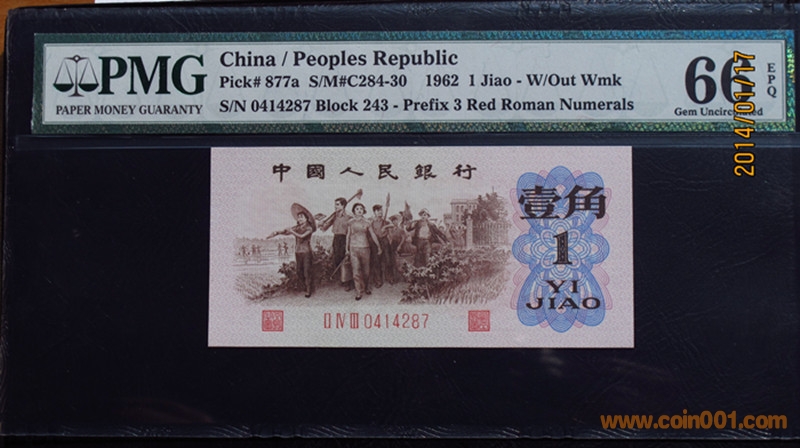 PMG
PAPER MONEY GUARANTY
China / Peoples Republic
Pick# 877a S/M#C284-30 1962 1 Jiao - W/Out Wmk
S/N 0414287 Block 243 - Prefix 3 Red Roman Numerals
66 EPQ
Gem Uncirculated
2014/01/17
中國人民銀行
壹角
1
YI
JIAO
II IV III 0414287
www.coin001.com